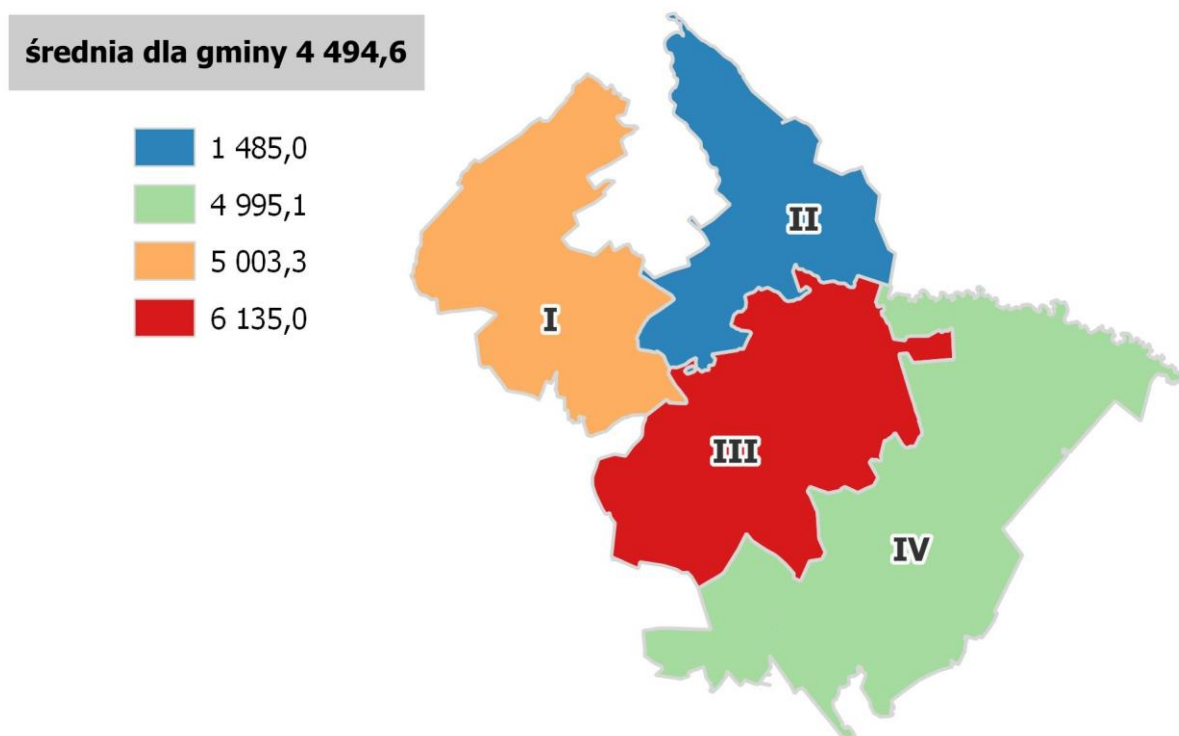 średnia dla gminy 4 494,6
1 485,0
4 995,1
5 003,3
6 135,0
II
I
III
IV